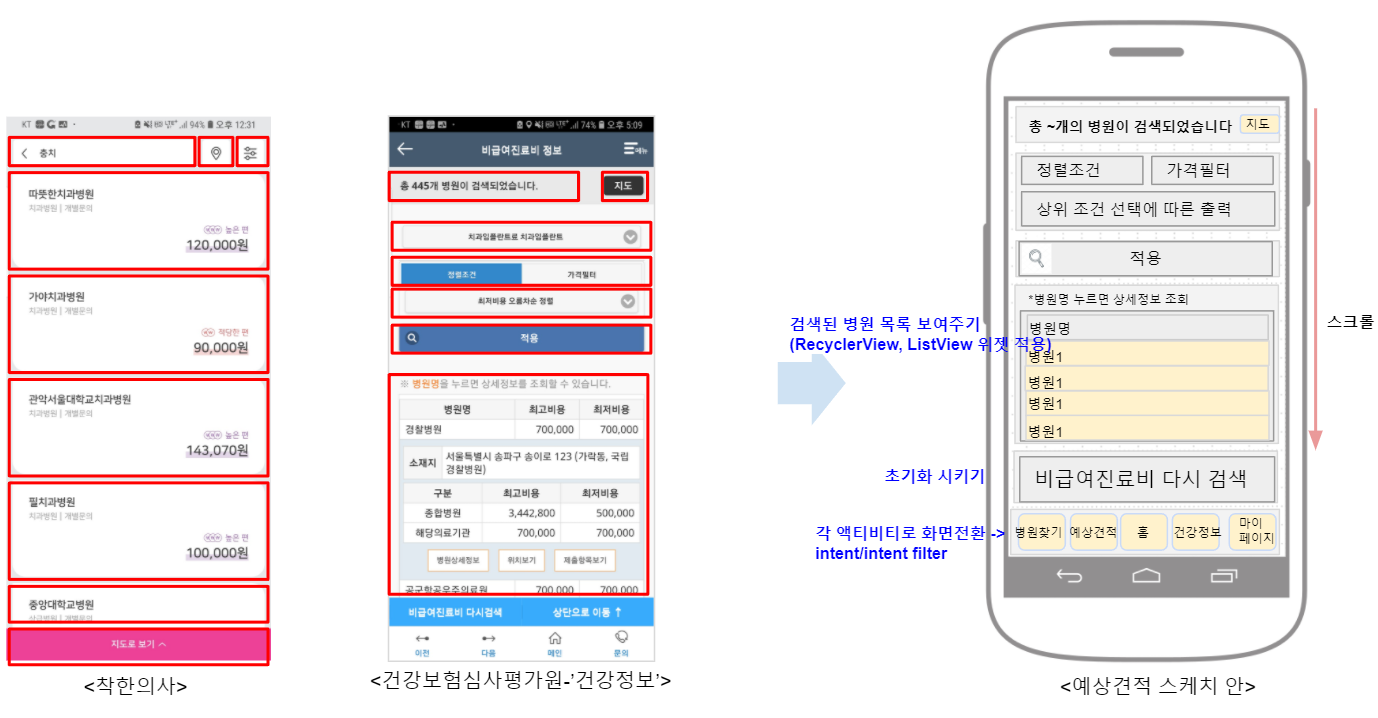 KT
94% 오후 12:31
충치
따뜻한치과병원
치과병원 | 개별문의
높은 편
120,000원
가야치과병원
치과병원 | 개별문의
적당한 편
90,000원
관악서울대학교치과병원
치과병원 | 개별문의
높은 편
143,070원
필치과병원
치과병원 | 개별문의
높은 편
100,000원
중앙대학교병원
상급병원 | 개별문의
지도로 보기
<착한의사>
KT
74% 오후 5:09
비급여진료비 정보
메뉴
총 445개 병원이 검색되었습니다.
지도
치과임플란트료 치과임플란트
정렬조건 가격필터
최저비용 오름차순 정렬
적용
※ 병원명을 누르면 상세정보를 조회할 수 있습니다.
병원명 최고비용 최저비용
경찰병원 700,000 700,000
소재지 서울특별시 송파구 송이로 123 (가락동, 국립
경찰병원)
구분 최고비용 최저비용
종합병원 3,442,800 500,000
해당의료기관 700,000 700,000
병원상세정보 위치보기 제출항목보기
공군항공우주의료원 700,000 700,000
비급여진료비 다시검색 상단으로 이동 ↑
이전 다음 메인 문의
<건강보험심사평가원-’건강정보’>
검색된 병원 목록 보여주기
(RecyclerView, ListView 위젯 적용)
초기화 시키기
각 액티비티로 화면전환 ->
intent/intent filter
총 ~개의 병원이 검색되었습니다 지도
정렬조건 가격필터
상위 조건 선택에 따른 출력
적용
*병원명 누르면 상세정보 조회
병원명
병원1
병원1
병원1
병원1
비급여진료비 다시 검색
병원찾기 예상견적 홈 건강정보 마이
페이지
스크롤
<예상견적 스케치 안>